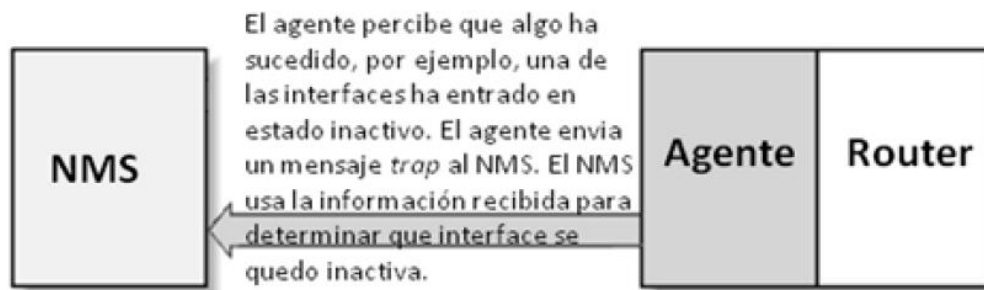 NMS
El agente percibe que algo ha
sucedido, por ejemplo, una de
las interfaces ha entrado en
estado inactivo. El agente envia
un mensaje trap al NMS. El NMS
usa la información recibida para
determinar que interface se
quedo inactiva.
Agente
Router